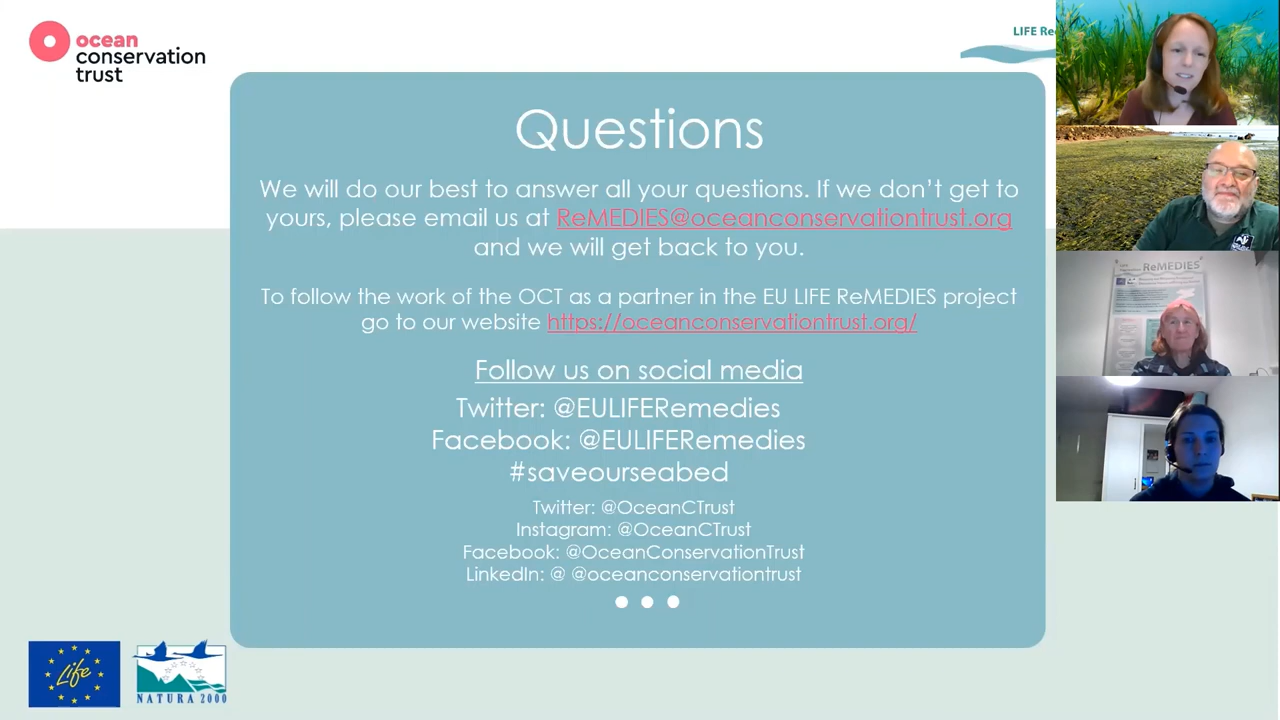 ocean
conservation
trust
LIFE Re
Questions
We will do our best to answer all your questions. If we don’t get to
yours, please email us at ReMEDIES@oceanconservationtrust.org
and we will get back to you.
To follow the work of the OCT as a partner in the EU LIFE ReMEDIES project
go to our website https://oceanconservationtrust.org/
Follow us on social media
Twitter: @EULIFERemedies
Facebook: @EULIFERemedies
#saveourseabed
Twitter: @OceanCTrust
Instagram: @OceanCTrust
Facebook: @OceanConservationTrust
LinkedIn: @ @oceanconservationtrust
ReMEDIES
Life
NATURA 2000